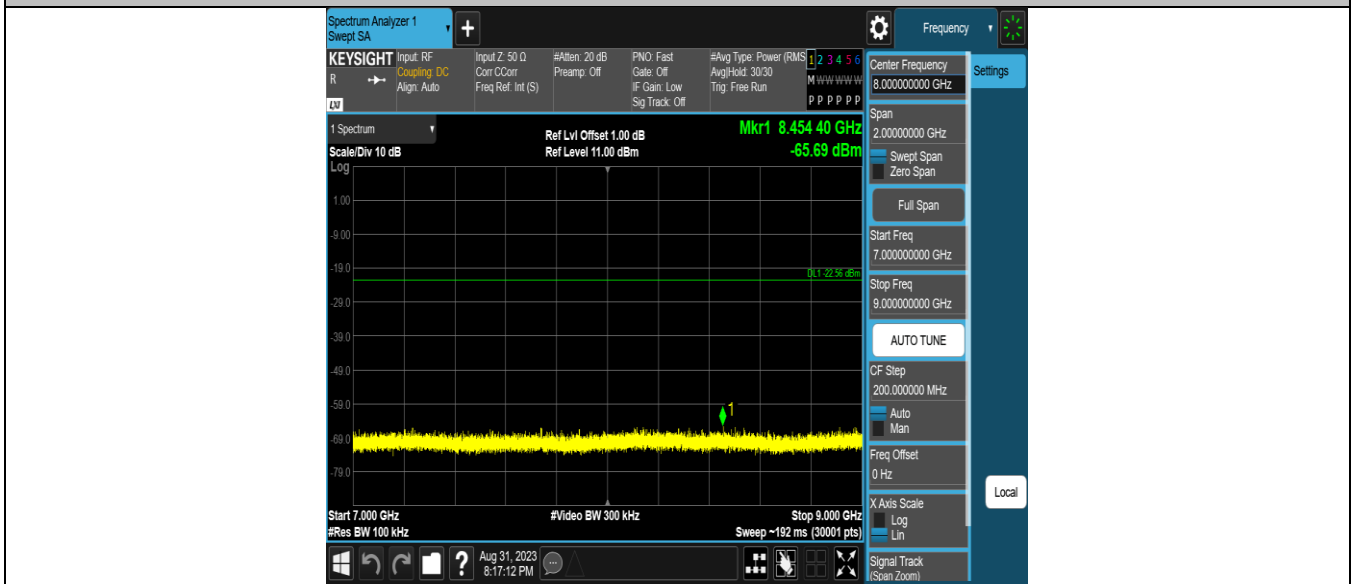 Spectrum Analyzer 1
Swept SA
+
Frequency
KEYSIGHT
R
LXI
Input: RF
Coupling: DC
Align: Auto
Input Z: 50 Ω
Corr CCorr
Freq Ref: Int (S)
#Atten: 20 dB
Preamp: Off
PNO: Fast
Gate: Off
IF Gain: Low
Sig Track: Off
#Avg Type: Power (RMS
Avg|Hold: 30/30
Trig: Free Run
1 2 3 4 5 6
M W W W W W
P P P P P P
1 Spectrum
Scale/Div 10 dB
Log
Ref Lvl Offset 1.00 dB
Ref Level 11.00 dBm
Mkr1 8.454 40 GHz
-65.69 dBm
1.00
-9.00
-19.0
DL1 -22.56 dBm
-29.0
-39.0
-49.0
-59.0
1
-69.0
-79.0
Start 7.000 GHz
#Res BW 100 kHz
#Video BW 300 kHz
Stop 9.000 GHz
Sweep ~192 ms (30001 pts)
?
Aug 31, 2023
8:17:12 PM
Center Frequency
8.000000000 GHz
Settings
Span
2.00000000 GHz
Swept Span
Zero Span
Full Span
Start Freq
7.000000000 GHz
Stop Freq
9.000000000 GHz
AUTO TUNE
CF Step
200.000000 MHz
Auto
Man
Freq Offset
0 Hz
X Axis Scale
Log
Lin
Local
Signal Track
(Span Zoom)